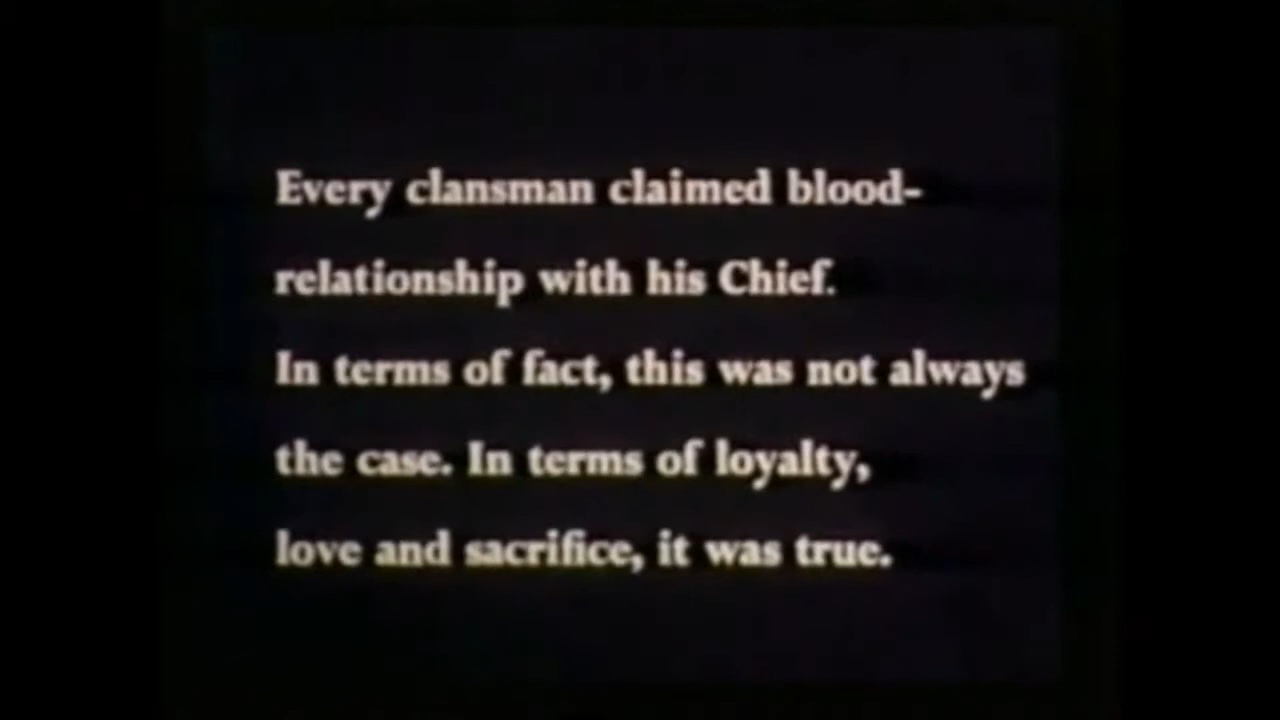 Every clansman claimed blood-
relationship with his Chief.
In terms of fact, this was not always
the case. In terms of loyalty,
love and sacrifice, it was true.